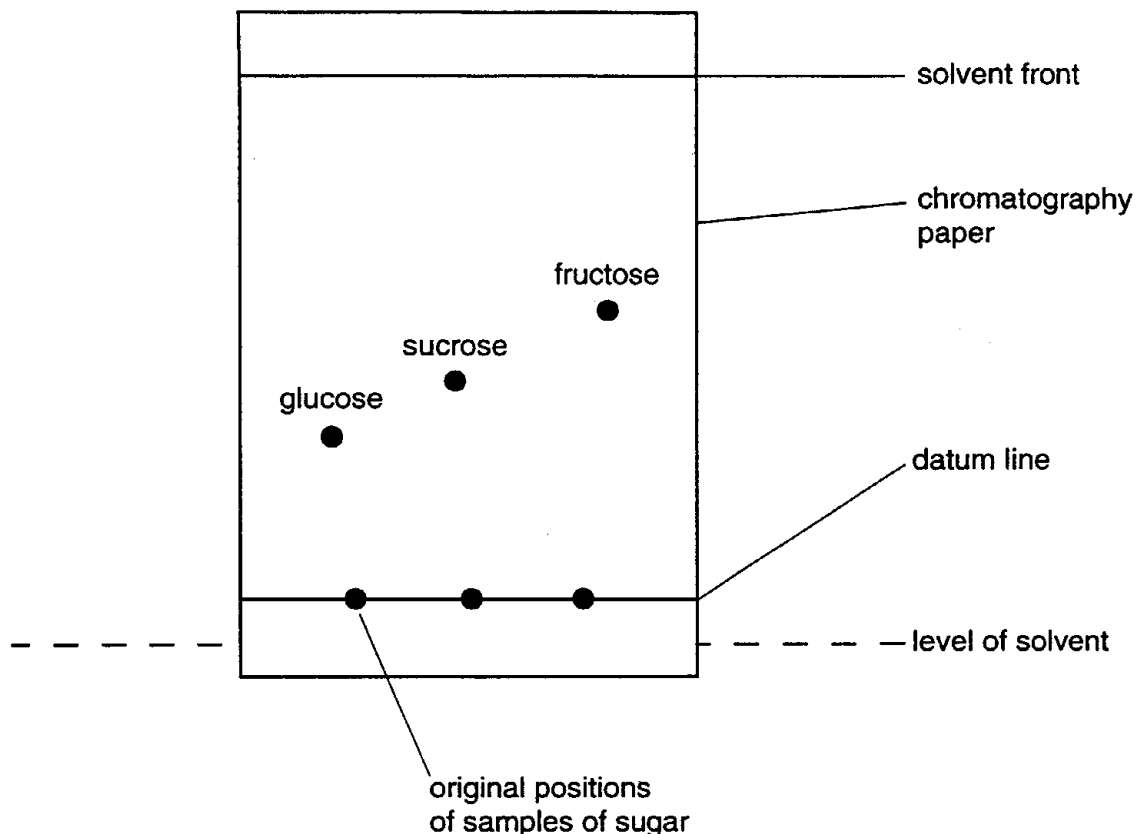 solvent front
chromatography
paper
fructose
sucrose
glucose
datum line
level of solvent
original positions
of samples of sugar